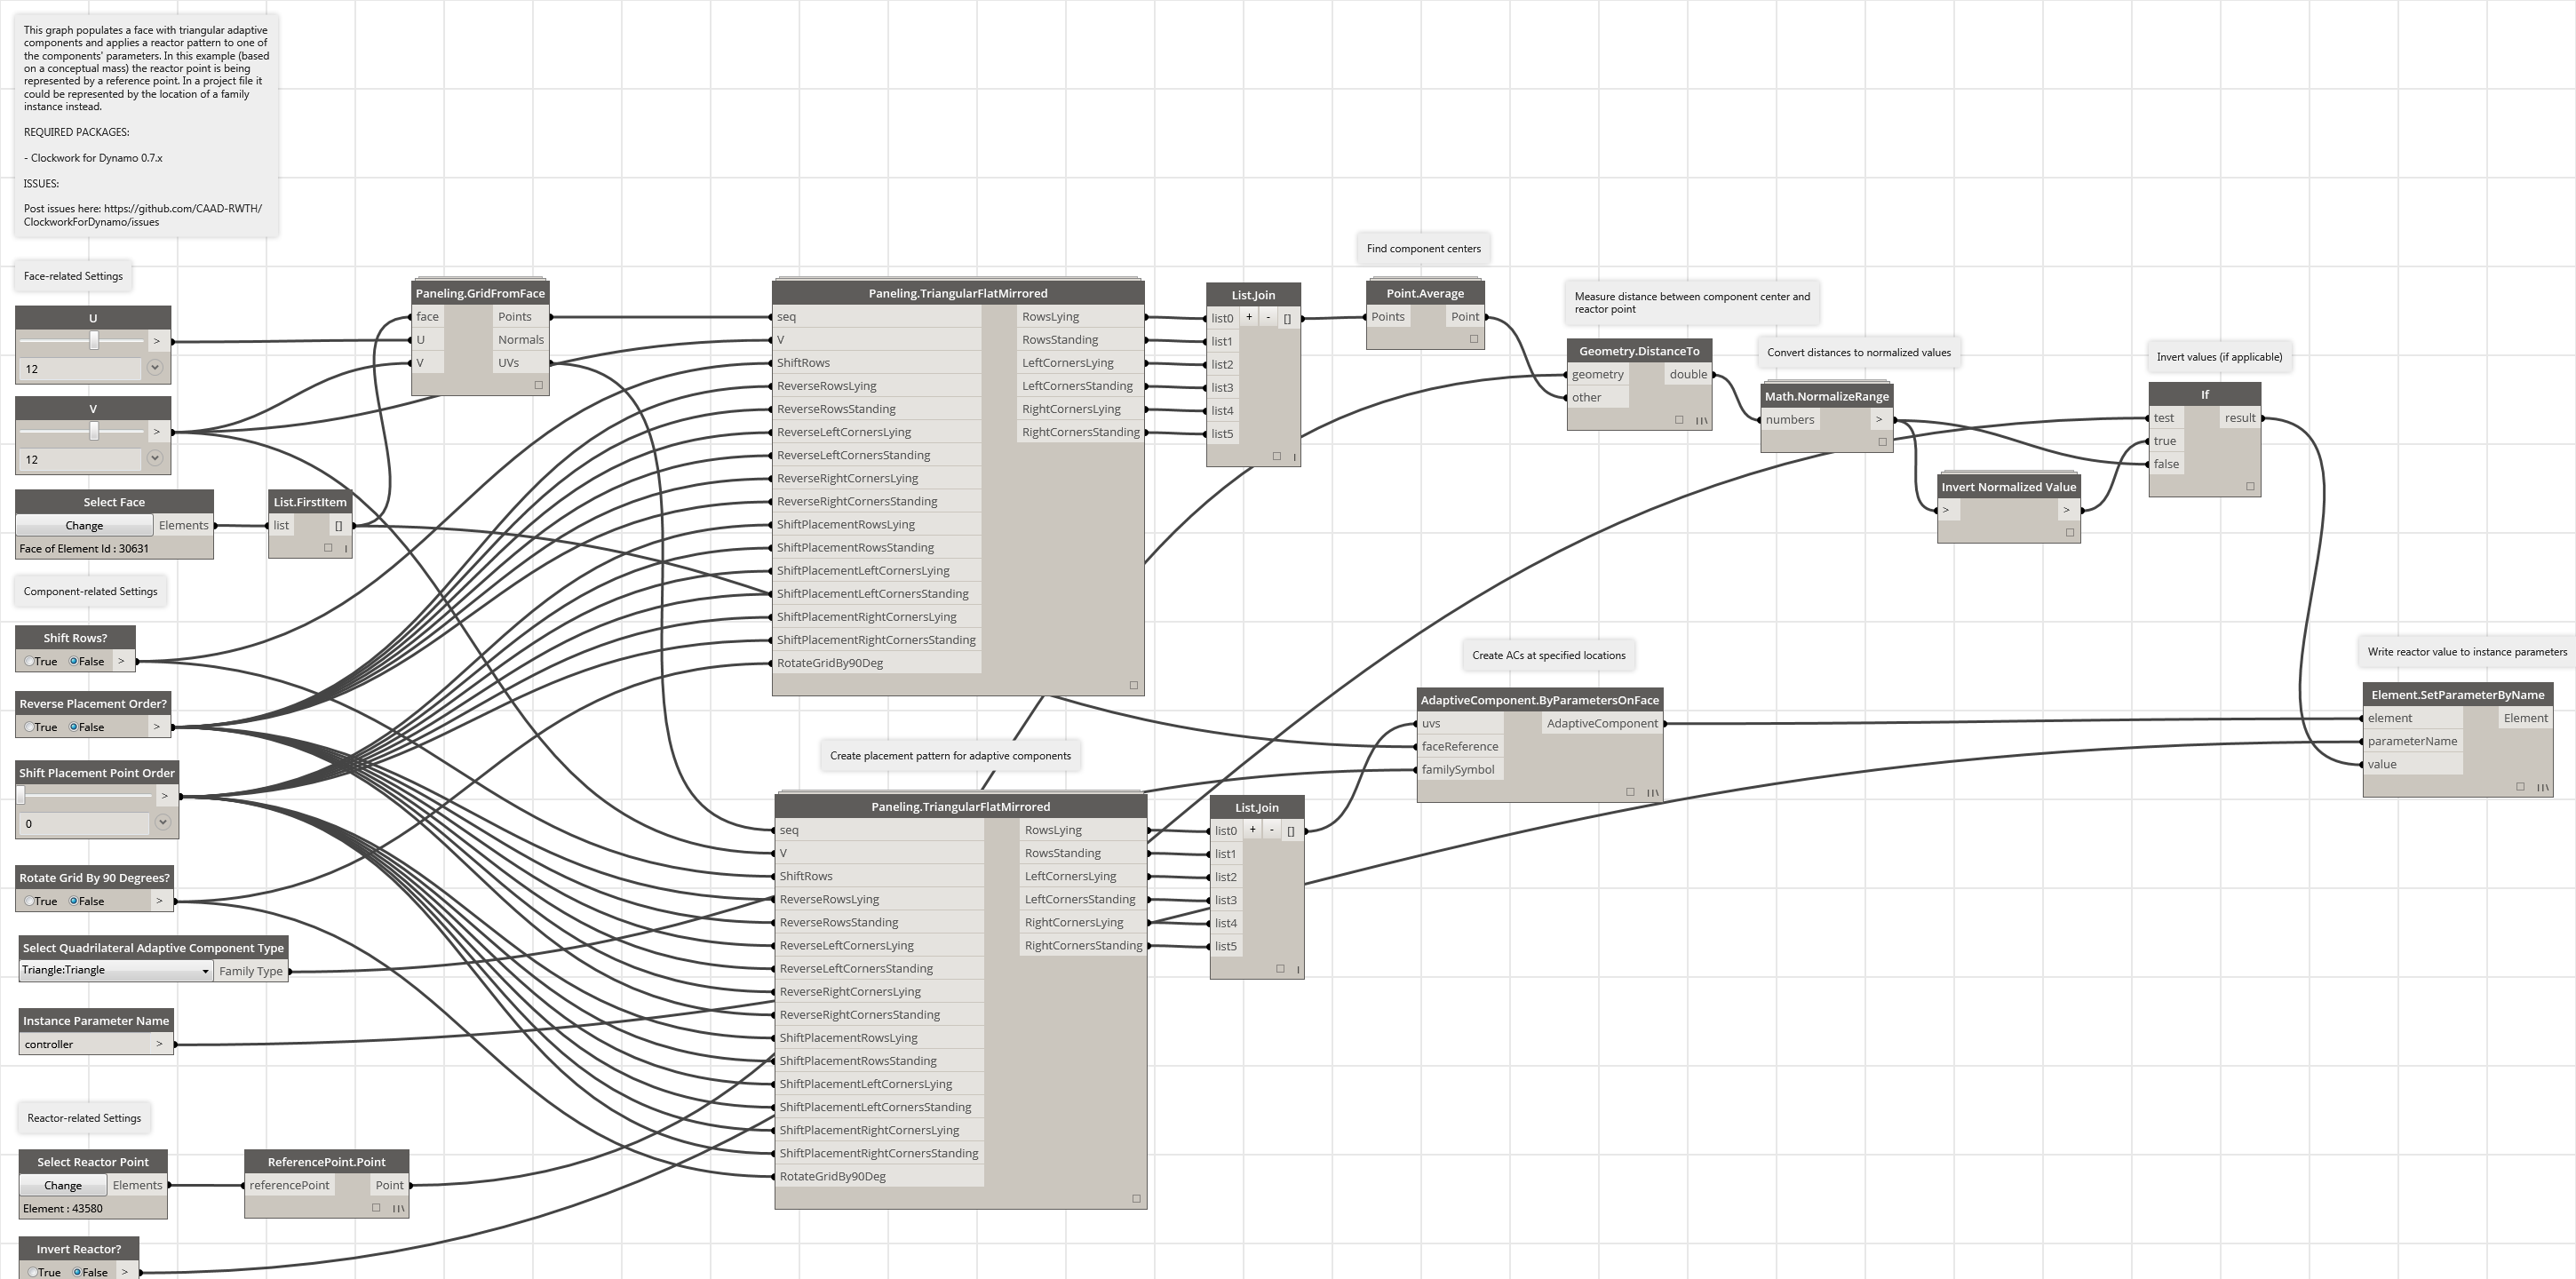 This graph populates a face with triangular adaptive
components and applies a reactor pattern to one of
the components' parameters. In this example (based
on a conceptual mass) the reactor point is being
represented by a reference point. In a project file it
could be represented by the location of a family
instance instead.
REQUIRED PACKAGES:
- Clockwork for Dynamo 0.7.x
ISSUES:
Post issues here: https://github.com/CAAD-RWTH/
ClockworkForDynamo/issues
Face-related Settings
U
>
12
V
>
12
Select Face
Change
Elements
Face of Element Id : 30631
List.FirstItem
list
[]
Component-related Settings
Shift Rows?
True False >
Reverse Placement Order?
True False >
Shift Placement Point Order
>
0
Rotate Grid By 90 Degrees?
True False >
Select Quadrilateral Adaptive Component Type
Triangle:Triangle
Family Type
Instance Parameter Name
controller >
Reactor-related Settings
Select Reactor Point
Change
Elements
Element : 43580
ReferencePoint.Point
referencePoint
Point
Invert Reactor?
True False >
Paneling.GridFromFace
face Points
U Normals
V UVs
Paneling.TriangularFlatMirrored
seq RowsLying
V RowsStanding
ShiftRows LeftCornersLying
ReverseRowsLying LeftCornersStanding
ReverseRowsStanding RightCornersLying
ReverseLeftCornersLying RightCornersStanding
ReverseLeftCornersStanding
ReverseRightCornersLying
ReverseRightCornersStanding
ShiftPlacementRowsLying
ShiftPlacementRowsStanding
ShiftPlacementLeftCornersLying
ShiftPlacementLeftCornersStanding
ShiftPlacementRightCornersLying
ShiftPlacementRightCornersStanding
RotateGridBy90Deg
List.Join
list0 + - []
list1
list2
list3
list4
list5
Create placement pattern for adaptive components
Paneling.TriangularFlatMirrored
seq RowsLying
V RowsStanding
ShiftRows LeftCornersLying
ReverseRowsLying LeftCornersStanding
ReverseRowsStanding RightCornersLying
ReverseLeftCornersLying RightCornersStanding
ReverseLeftCornersStanding
ReverseRightCornersLying
ReverseRightCornersStanding
ShiftPlacementRowsLying
ShiftPlacementRowsStanding
ShiftPlacementLeftCornersLying
ShiftPlacementLeftCornersStanding
ShiftPlacementRightCornersLying
ShiftPlacementRightCornersStanding
RotateGridBy90Deg
List.Join
list0 + - []
list1
list2
list3
list4
list5
Find component centers
Point.Average
Points Point
Measure distance between component center and
reactor point
Geometry.DistanceTo
geometry double
other
Convert distances to normalized values
Math.NormalizeRange
numbers >
Invert Normalized Value
> >
Invert values (if applicable)
If
test result
true
false
Create ACs at specified locations
AdaptiveComponent.ByParametersOnFace
uvs AdaptiveComponent
faceReference
familySymbol
Write reactor value to instance parameters
Element.SetParameterByName
element Element
parameterName
value